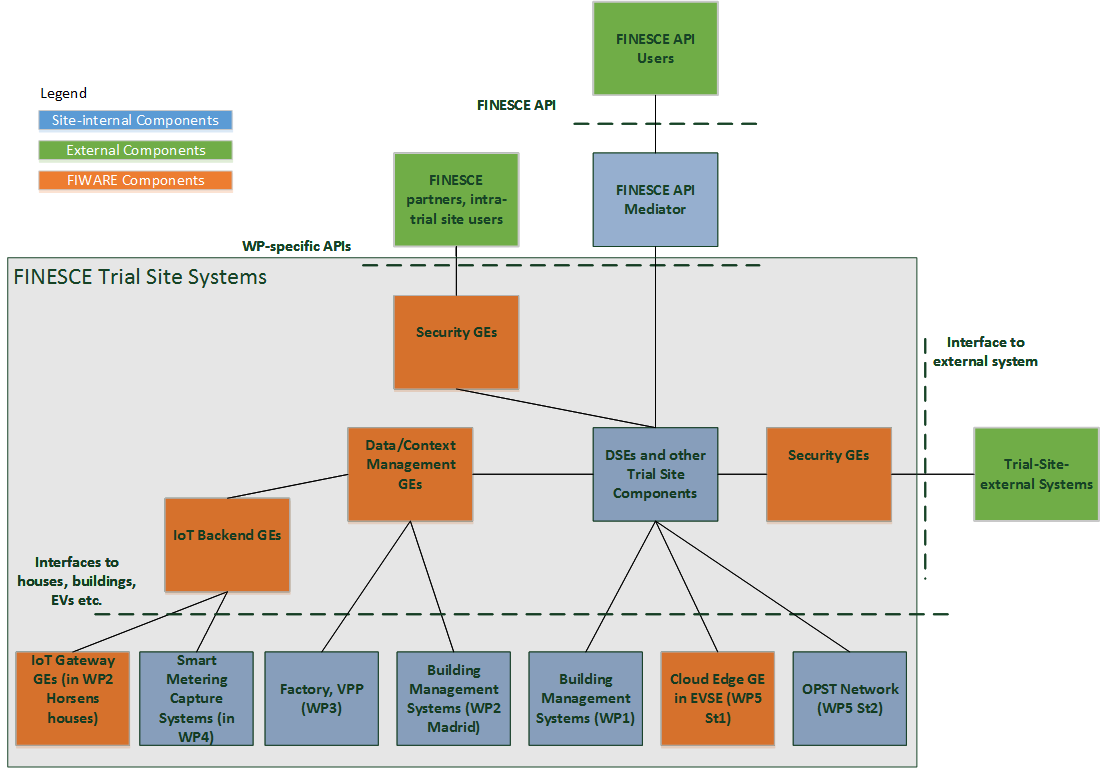 FINESCE API
Users
Legend
Site-internal Components
External Components
FIWARE Components
FINESCE API
FINESCE
partners, intra-
trial site users
FINESCE API
Mediator
WP-specific APIs
FINESCE Trial Site Systems
Security GEs
Interface to
external system
Data/Context
Management
GEs
DSEs and other
Trial Site
Components
Security GEs
Trial-Site-
external Systems
IoT Backend GEs
Interfaces to
houses, buildings,
EVs etc.
IoT Gateway
GEs (in WP2
Horsens
houses)
Smart
Metering
Capture
Systems (in
WP4)
Factory, VPP
(WP3)
Building
Management
Systems (WP2
Madrid)
Building
Management
Systems (WP1)
Cloud Edge GE
in EVSE (WP5
St1)
OPST Network
(WP5 St2)